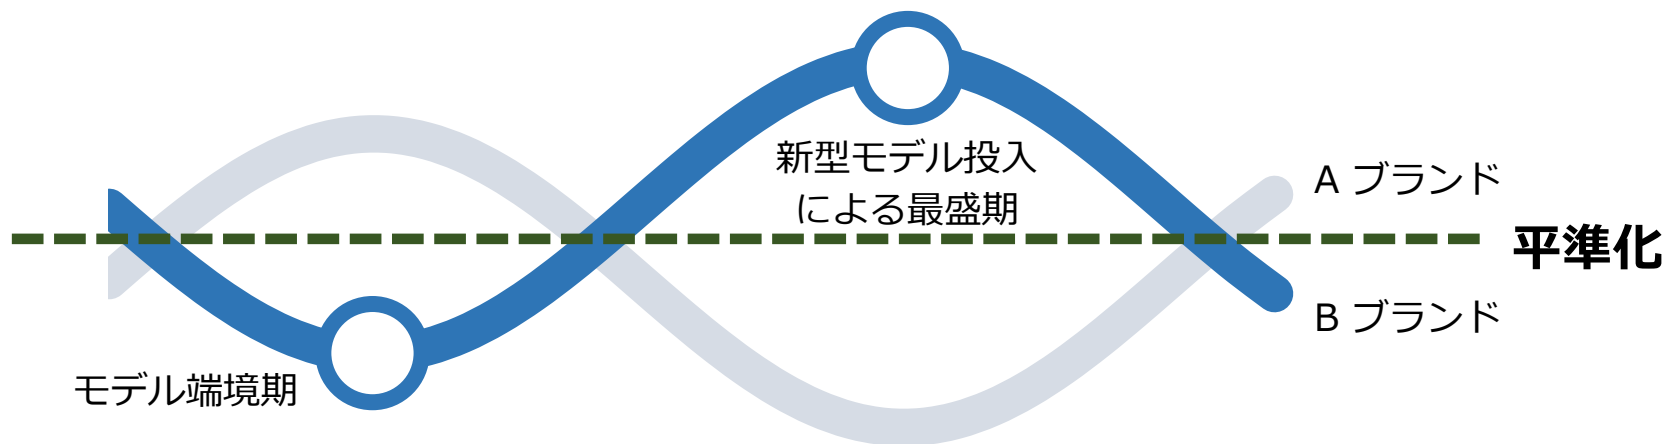 新型モデル投入
による最盛期
A ブランド
平準化
B ブランド
モデル端境期